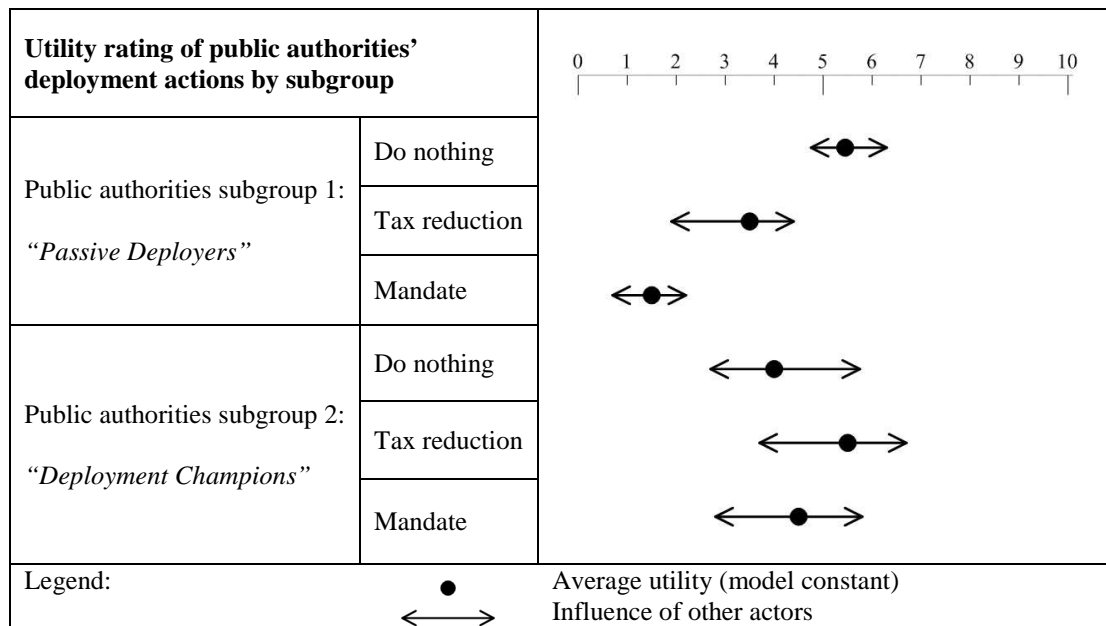 Utility rating of public authorities’
deployment actions by subgroup
0 1 2 3 4 5 6 7 8 9 10
Public authorities subgroup 1:
“Passive Deployers”
Do nothing
Tax reduction
Mandate
Public authorities subgroup 2:
“Deployment Champions”
Do nothing
Tax reduction
Mandate
Legend:
Average utility (model constant)
Influence of other actors